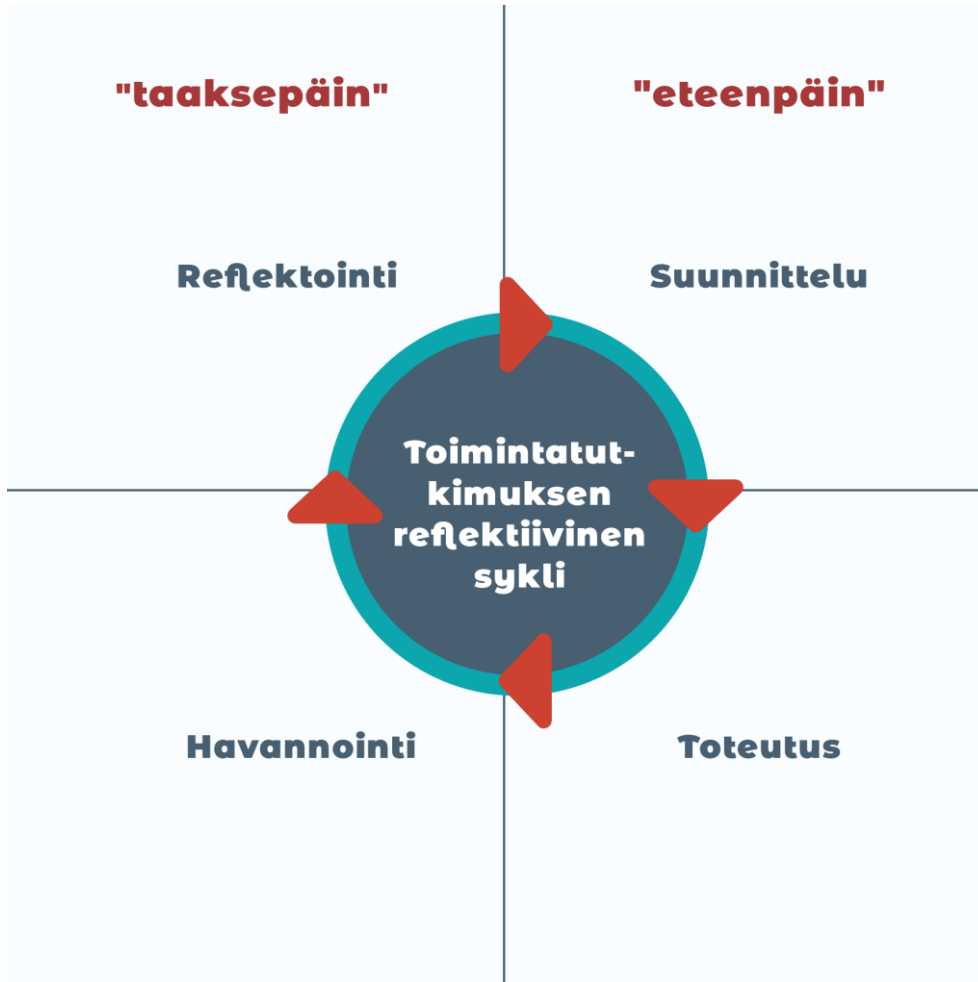 "taaksepäin"
"eteenpäin"
Reflektointi
Suunnittelu
Toimintatut-
kimuksen
reflektiivinen
sykli
Havannointi
Toteutus